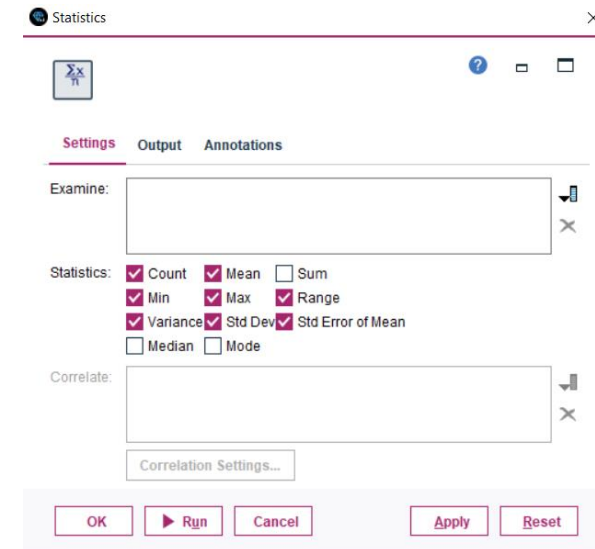 Statistics
Σx
n
?
Settings Output Annotations
Examine:
Statistics: Count Mean Sum
Min Max Range
Variance Std Dev Std Error of Mean
Median Mode
Correlate:
Correlation Settings...
OK Run Cancel Apply Reset